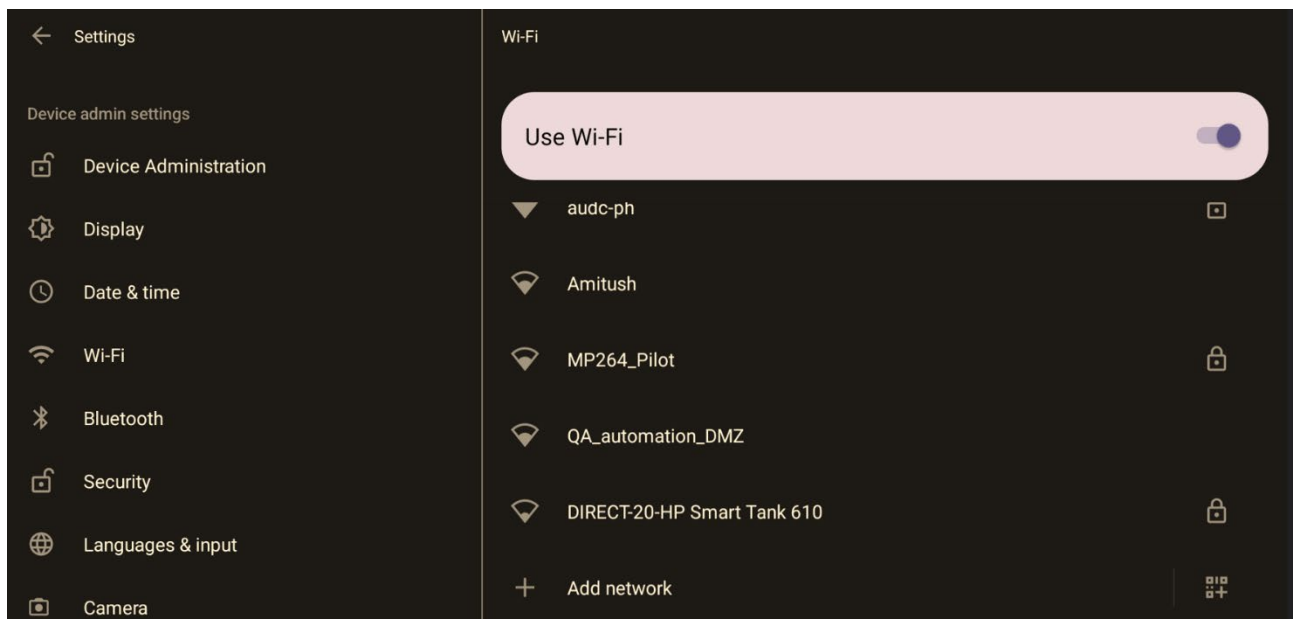 Settings
Device admin settings
Device Administration
Display
Date & time
Wi-Fi
Bluetooth
Security
Languages & input
Camera
Wi-Fi
Use Wi-Fi
audc-ph
Amitush
MP264_Pilot
QA_automation_DMZ
DIRECT-20-HP Smart Tank 610
Add network